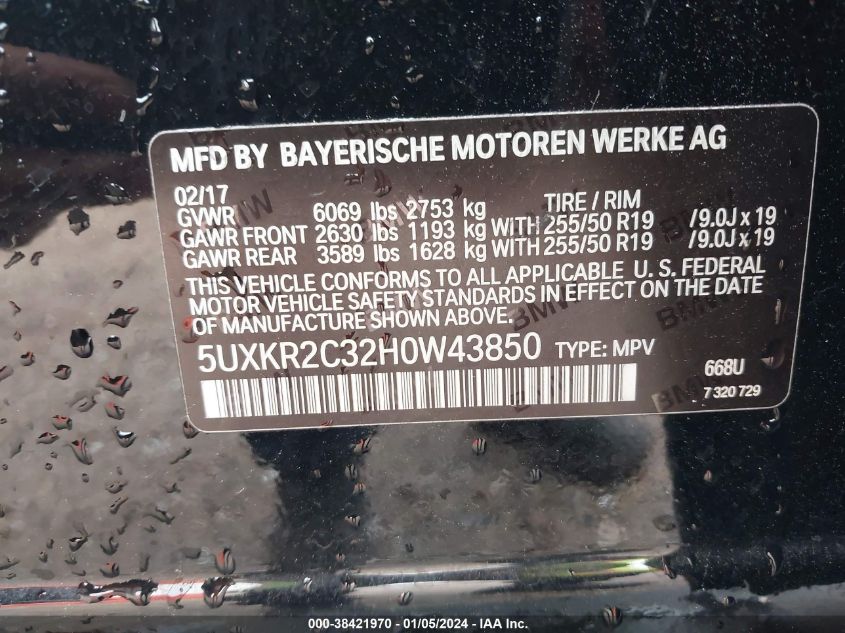 MFD BY BAYERISCHE MOTOREN WERKE AG
02/17 TIRE / RIM
GVWR 6069 lbs 2753 kg
GAWR FRONT 2630 lbs 1193 kg WITH 255/50 R19 /9.0J x 19
GAWR REAR 3589 lbs 1628 kg WITH 255/50 R19 /9.0J x 19
THIS VEHICLE CONFORMS TO ALL APPLICABLE U. S. FEDERAL
MOTOR VEHICLE SAFETY STANDARDS IN EFFECT ON THE DATE
OF MANUFACTURE SHOWN ABOVE.
5UXKR2C32H0W43850 TYPE: MPV 668U
7 320 729
000-38421970 - 01/05/2024 - IAA Inc.